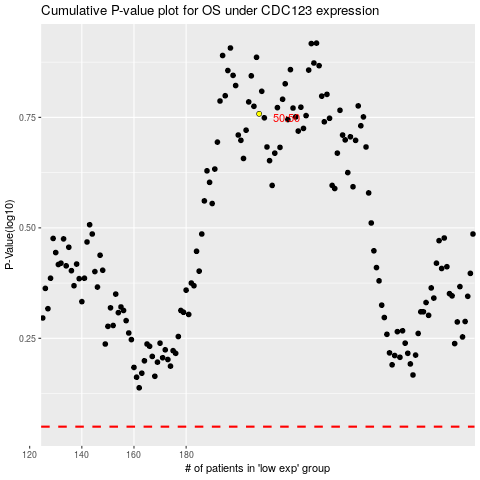 Cumulative P-value plot for OS under CDC123 expression
P-Value(log10)
0.75
0.50
0.25
50:50
120 140 160 180
# of patients in 'low exp' group